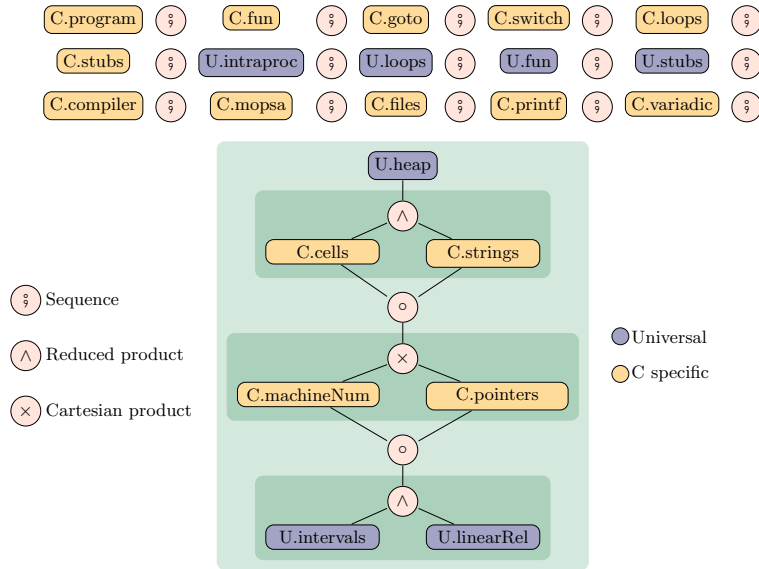 C.program ⨟ C.fun ⨟ C.goto ⨟ C.switch ⨟ C.loops ⨟
C.stubs ⨟ U.intraproc ⨟ U.loops ⨟ U.fun ⨟ U.stubs ⨟
C.compiler ⨟ C.mopsa ⨟ C.files ⨟ C.printf ⨟ C.variadic ⨟
U.heap
∧
C.cells C.strings
∘
×
C.machineNum C.pointers
∘
∧
U.intervals U.linearRel
⨟ Sequence
∧ Reduced product
× Cartesian product
Universal
C specific